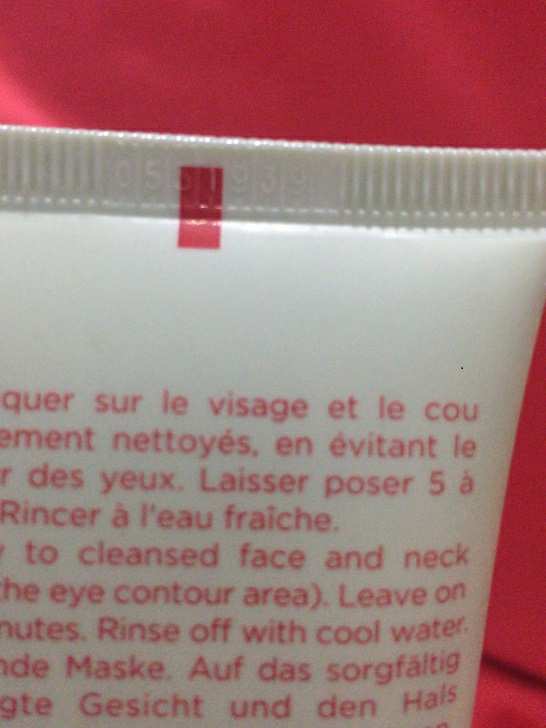 quer sur le visage et le cou
ement nettoyés, en évitant le
r des yeux. Laisser poser 5 à
Rincer à l'eau fraîche.
y to cleansed face and neck
the eye contour area). Leave on
nutes. Rinse off with cool water.
nde Maske. Auf das sorgfältig
gte Gesicht und den Hals